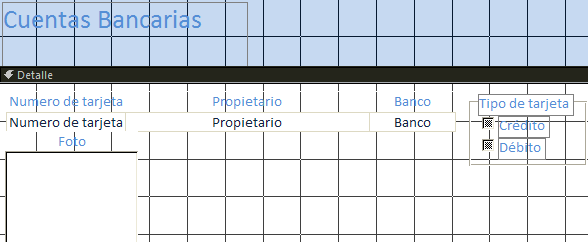 Cuentas Bancarias
Detalle
Numero de tarjeta Propietario Banco Tipo de tarjeta
Numero de tarjeta Propietario Banco Crédito
Foto Débito